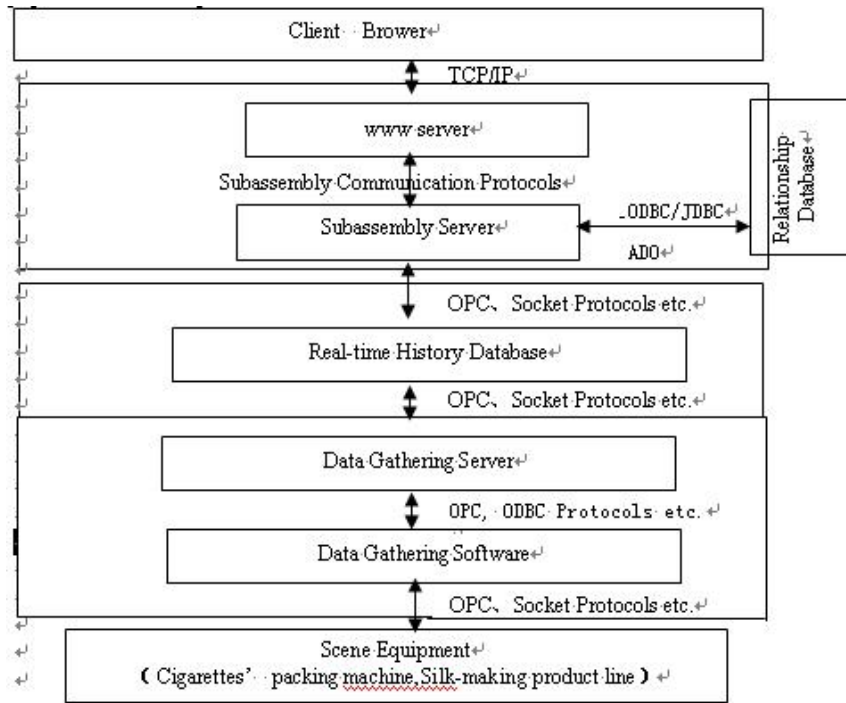 Client Brower
TCP/IP
www server
Subassembly Communication Protocols
Subassembly Server
ODBC/JDBC
ADO
Relationship
Database
OPC、Socket Protocols etc.
Real-time History Database
OPC、Socket Protocols etc.
Data Gathering Server
OPC, ODBC Protocols etc.
Data Gathering Software
OPC、Socket Protocols etc.
Scene Equipment
( Cigarettes’ packing machine,Silk-making product line )